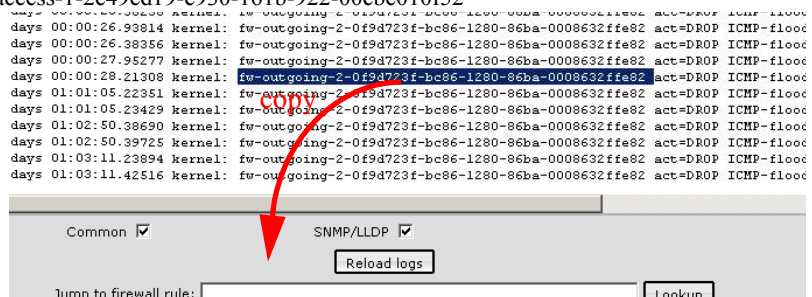 days 00:00:26.93814 kernel: fw-outgoing-2-0f9d723f-bc86-1280-86ba-0008632ffe82 act=DROP ICMP-flood
days 00:00:26.38356 kernel: fw-outgoing-2-0f9d723f-bc86-1280-86ba-0008632ffe82 act=DROP ICMP-flood
days 00:00:27.95277 kernel: fw-outgoing-2-0f9d723f-bc86-1280-86ba-0008632ffe82 act=DROP ICMP-flood
days 00:00:28.21308 kernel: fw-outgoing-2-0f9d723f-bc86-1280-86ba-0008632ffe82 act=DROP ICMP-flood
days 01:01:05.22351 kernel: fw-outgoing-2-0f9d723f-bc86-1280-86ba-0008632ffe82 act=DROP ICMP-flood
copy
days 01:01:05.23429 kernel: fw-outgoing-2-0f9d723f-bc86-1280-86ba-0008632ffe82 act=DROP ICMP-flood
days 01:02:50.38690 kernel: fw-outgoing-2-0f9d723f-bc86-1280-86ba-0008632ffe82 act=DROP ICMP-flood
days 01:02:50.39725 kernel: fw-outgoing-2-0f9d723f-bc86-1280-86ba-0008632ffe82 act=DROP ICMP-flood
days 01:03:11.23894 kernel: fw-outgoing-2-0f9d723f-bc86-1280-86ba-0008632ffe82 act=DROP ICMP-flood
days 01:03:11.42516 kernel: fw-outgoing-2-0f9d723f-bc86-1280-86ba-0008632ffe82 act=DROP ICMP-flood
Common SNMP/LLDP
Reload logs
Jump to firewall rule: Lookup